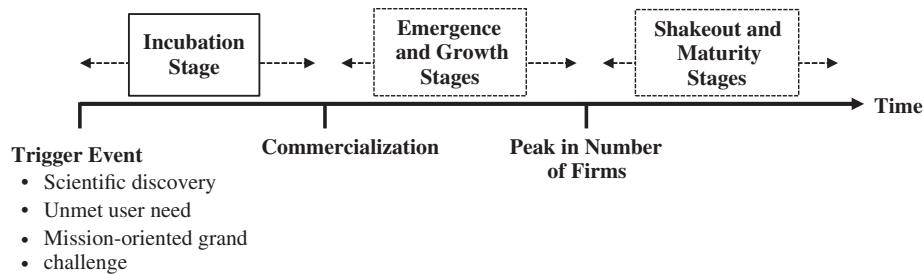 Incubation
Stage
Emergence
and Growth
Stages
Shakeout and
Maturity
Stages
Time
Trigger Event
• Scientific discovery
• Unmet user need
• Mission-oriented grand
• challenge
Commercialization
Peak in Number
of Firms